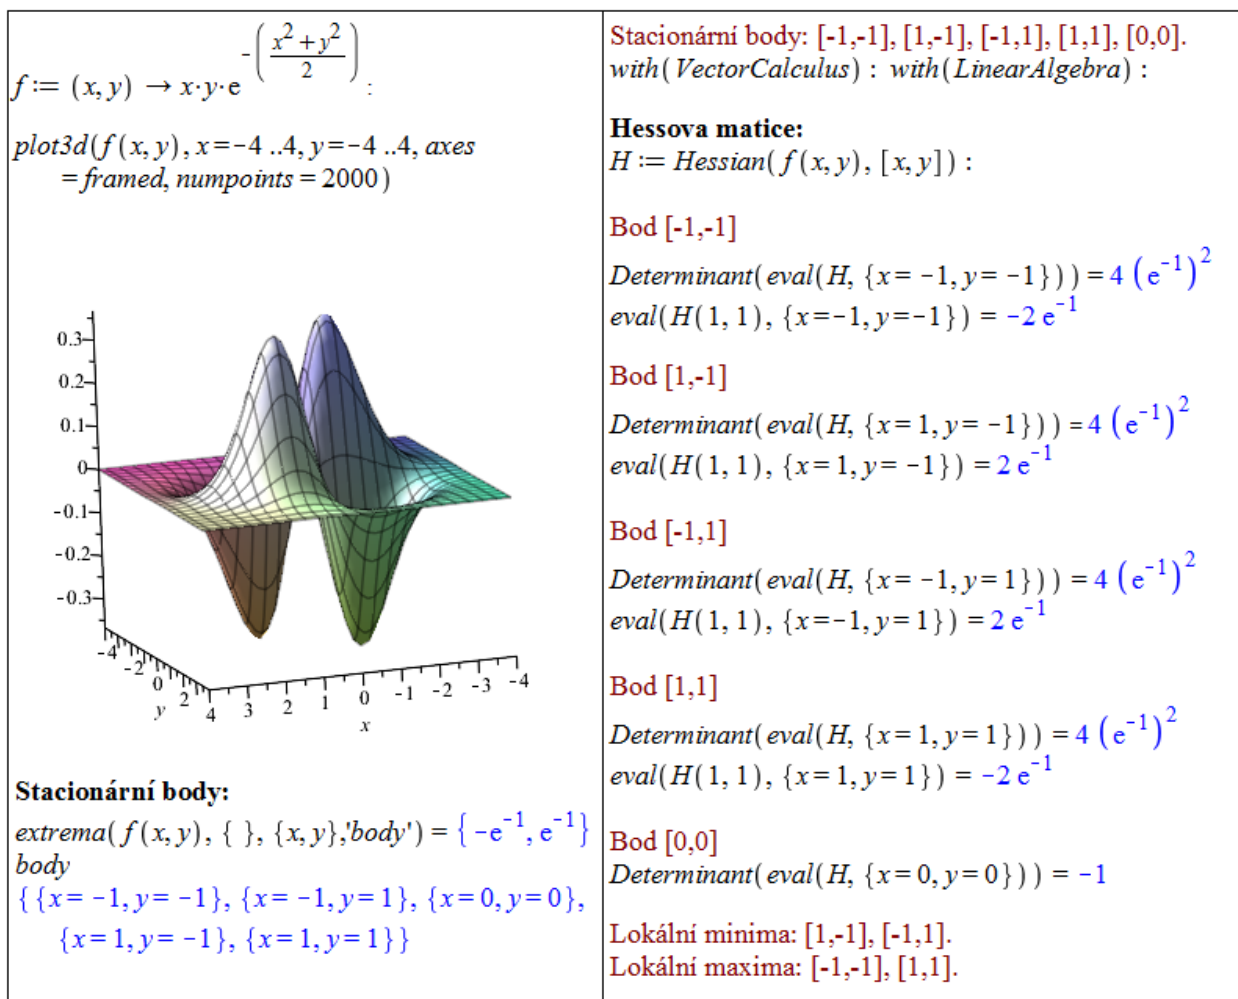 f := (x, y) → x·y·e^-((x^2+y^2)/2) :
plot3d(f(x, y), x=-4 ..4, y=-4 ..4, axes
=framed, numpoints = 2000)
0.3
0.2
0.1
0
-0.1
-0.2
-0.3
-4 -2 0 2 4 3 2 1 0 -1 -2 -3 -4
y
x
Stacionární body:
extrema(f(x, y), { }, {x, y},'body') = {-e^-1, e^-1}
body
{{x = -1, y = -1}, {x = -1, y = 1}, {x = 0, y = 0},
{x = 1, y = -1}, {x = 1, y = 1}}
Stacionární body: [-1,-1], [1,-1], [-1,1], [1,1], [0,0].
with(VectorCalculus) : with(LinearAlgebra) :
Hessova matice:
H := Hessian(f(x, y), [x, y]) :
Bod [-1,-1]
Determinant(eval(H, {x = -1, y = -1})) = 4 (e^-1)^2
eval(H(1, 1), {x=-1, y=-1}) = -2 e^-1
Bod [1,-1]
Determinant(eval(H, {x = 1, y = -1})) = 4 (e^-1)^2
eval(H(1, 1), {x=1, y=-1}) = 2 e^-1
Bod [-1,1]
Determinant(eval(H, {x = -1, y = 1})) = 4 (e^-1)^2
eval(H(1, 1), {x=-1, y=1}) = 2 e^-1
Bod [1,1]
Determinant(eval(H, {x = 1, y = 1})) = 4 (e^-1)^2
eval(H(1, 1), {x=1, y=1}) = -2 e^-1
Bod [0,0]
Determinant(eval(H, {x = 0, y = 0})) = -1
Lokální minima: [1,-1], [-1,1].
Lokální maxima: [-1,-1], [1,1].